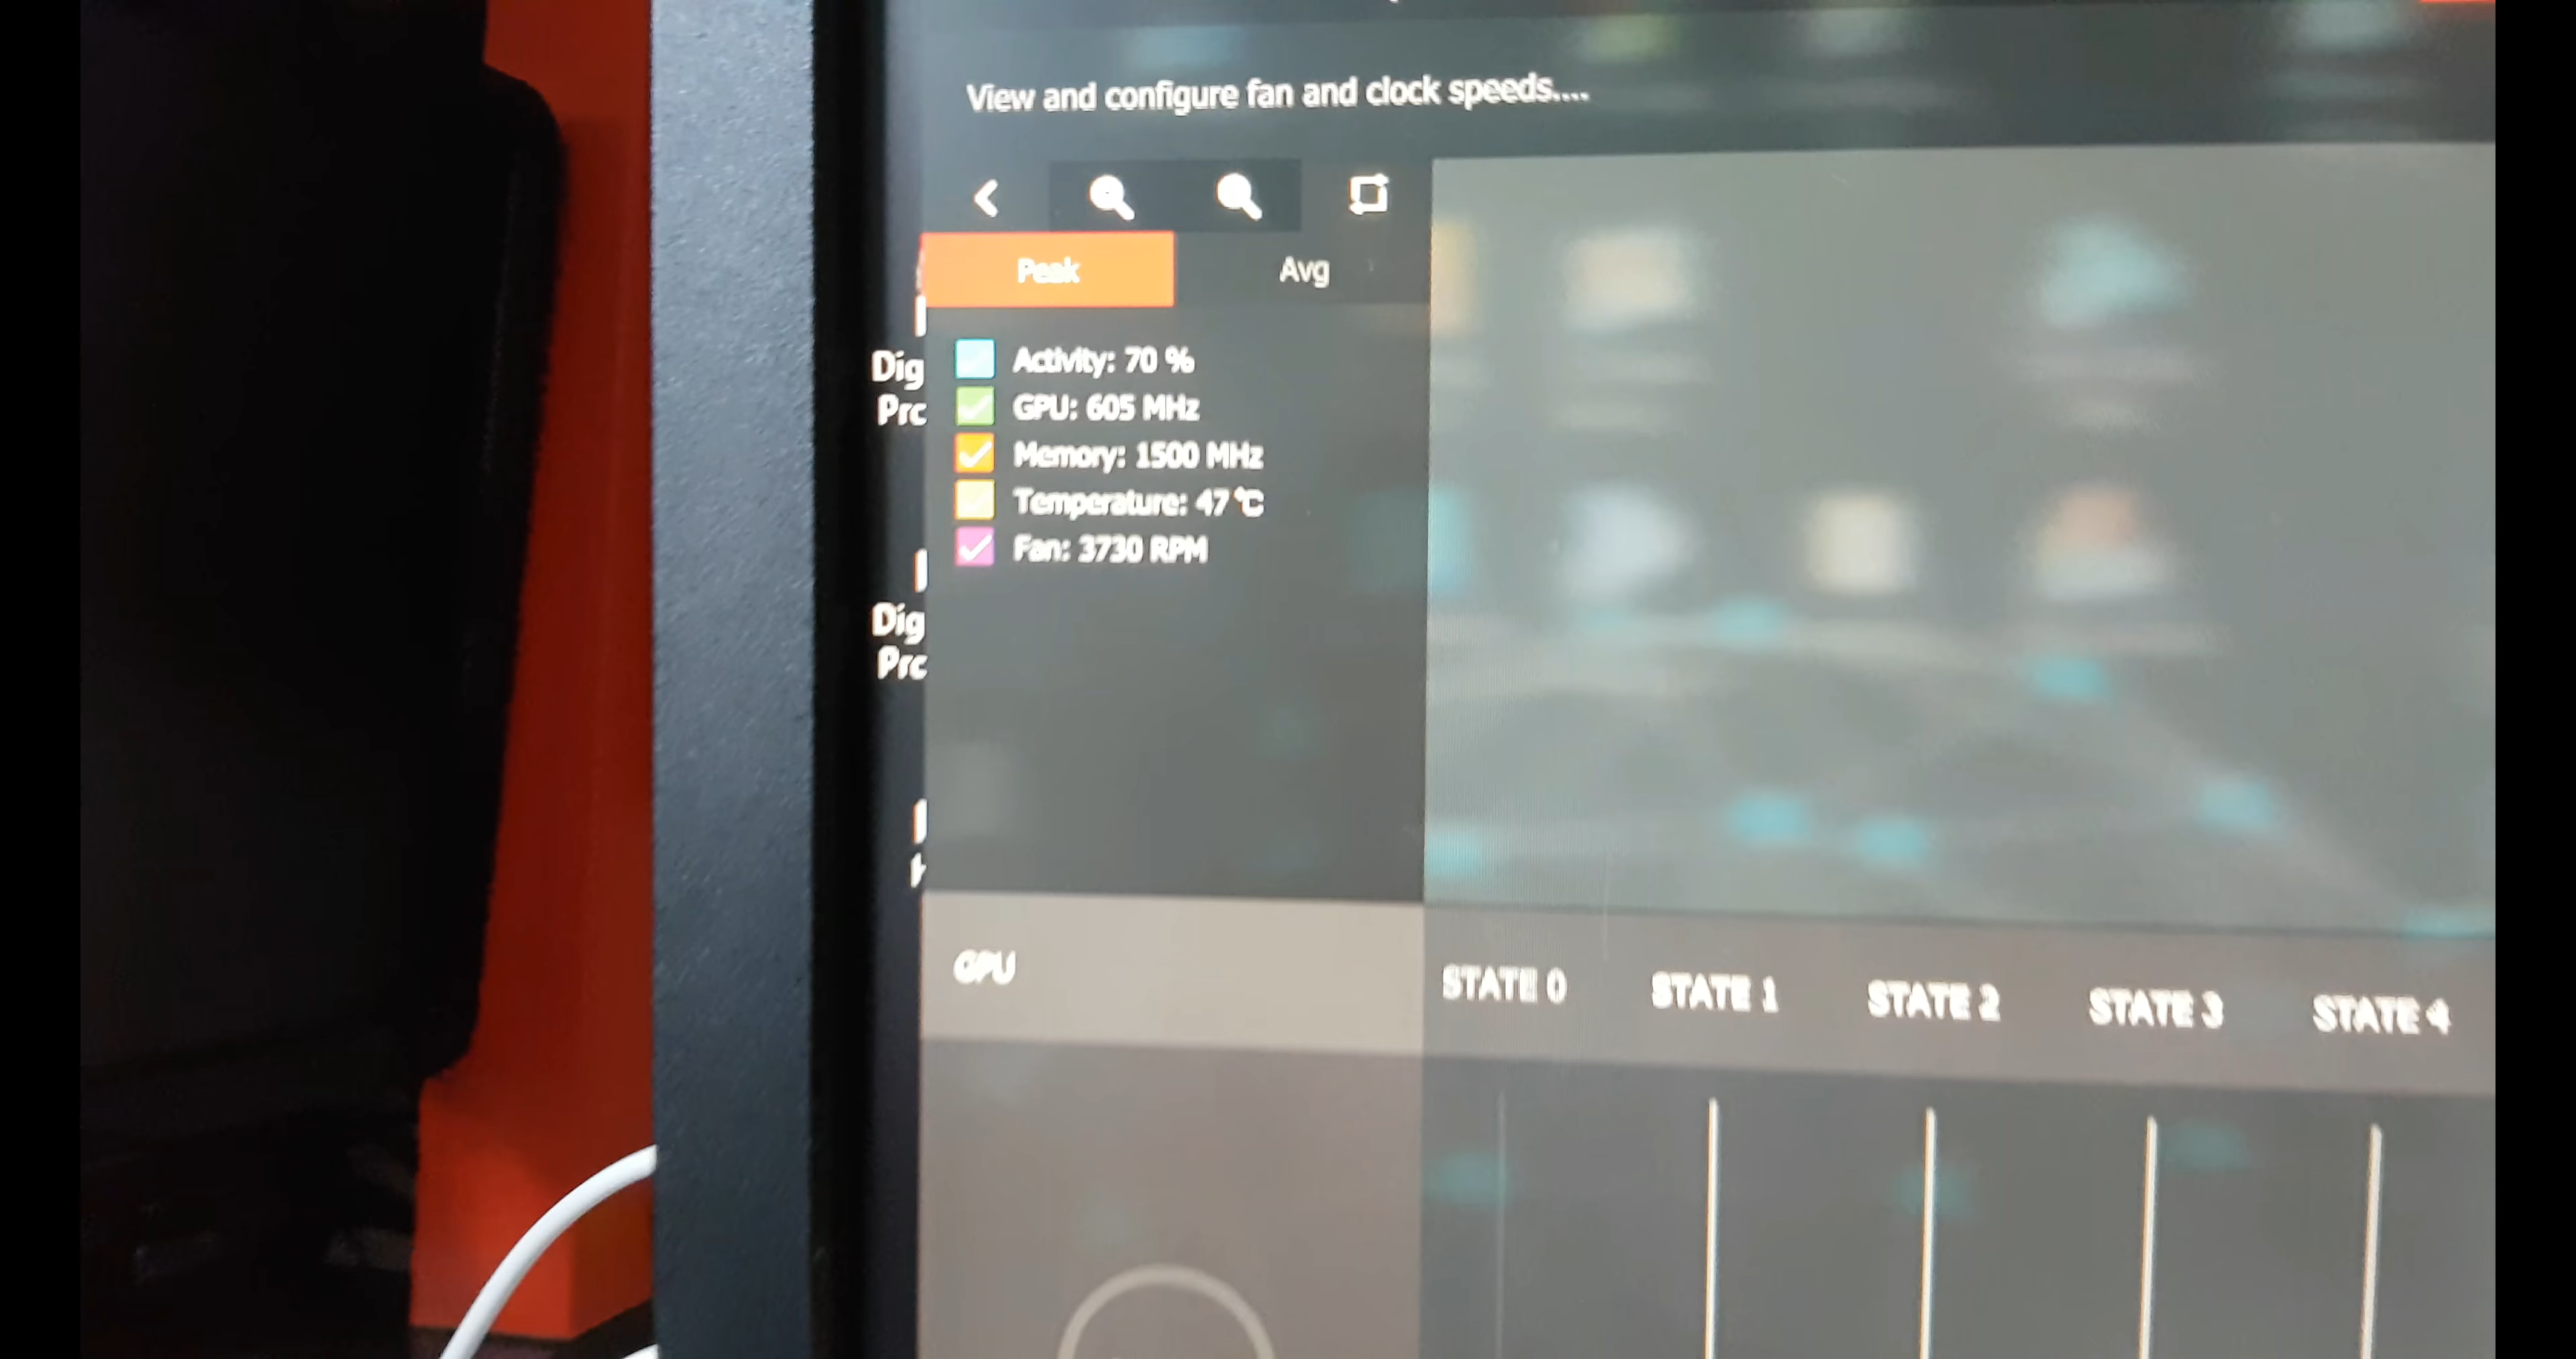 View and configure fan and clock speeds....
Peak
Avg
Activity: 70 %
GPU: 605 MHz
Memory: 1500 MHz
Temperature: 47 ℃
Fan: 3730 RPM
Dig
Prc
Dig
Prc
GPU
STATE 0
STATE 1
STATE 2
STATE 3
STATE 4